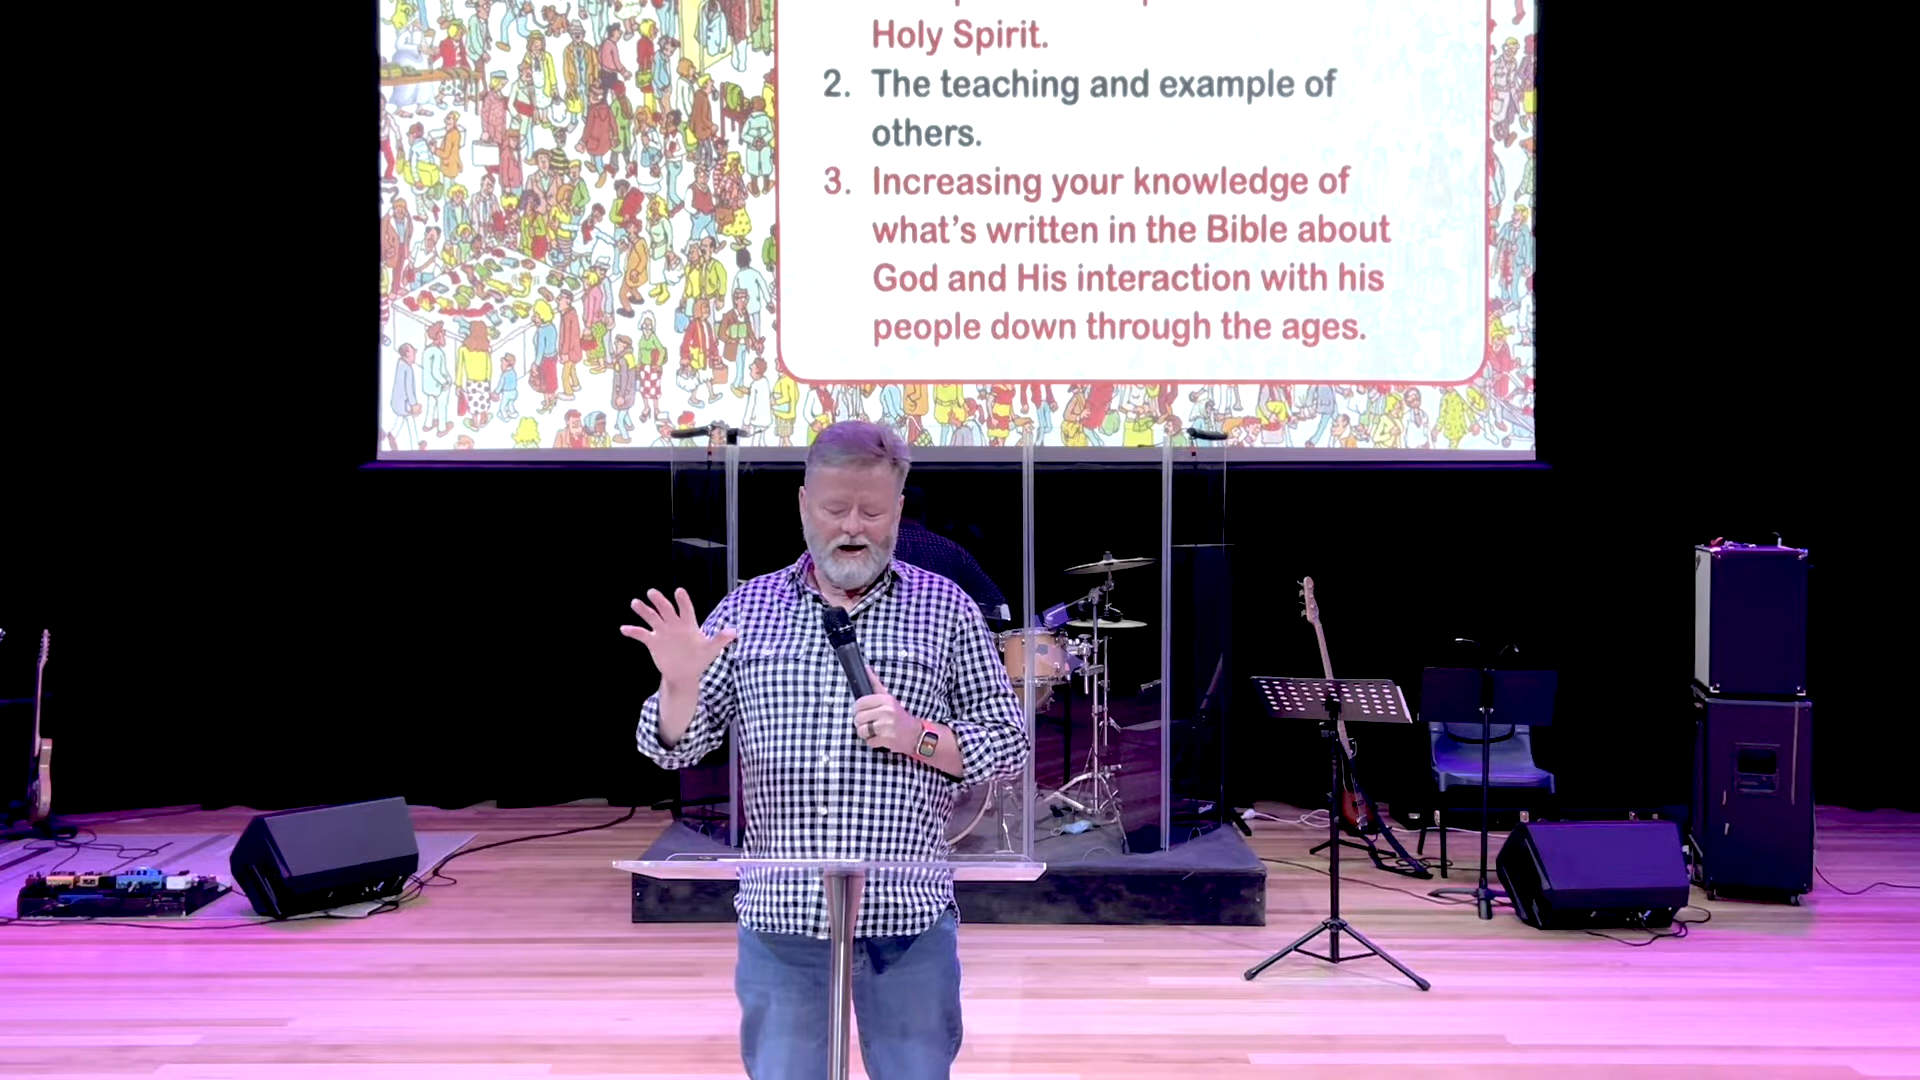 Holy Spirit.
2. The teaching and example of
others.
3. Increasing your knowledge of
what's written in the Bible about
God and His interaction with his
people down through the ages.